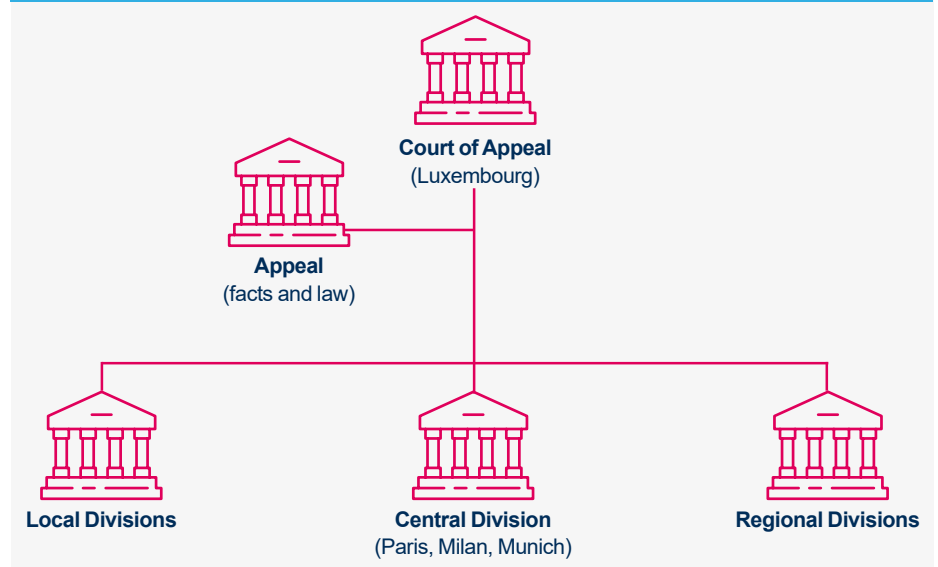 Court of Appeal
(Luxembourg)
Appeal
(facts and law)
Local Divisions
Central Division
(Paris, Milan, Munich)
Regional Divisions